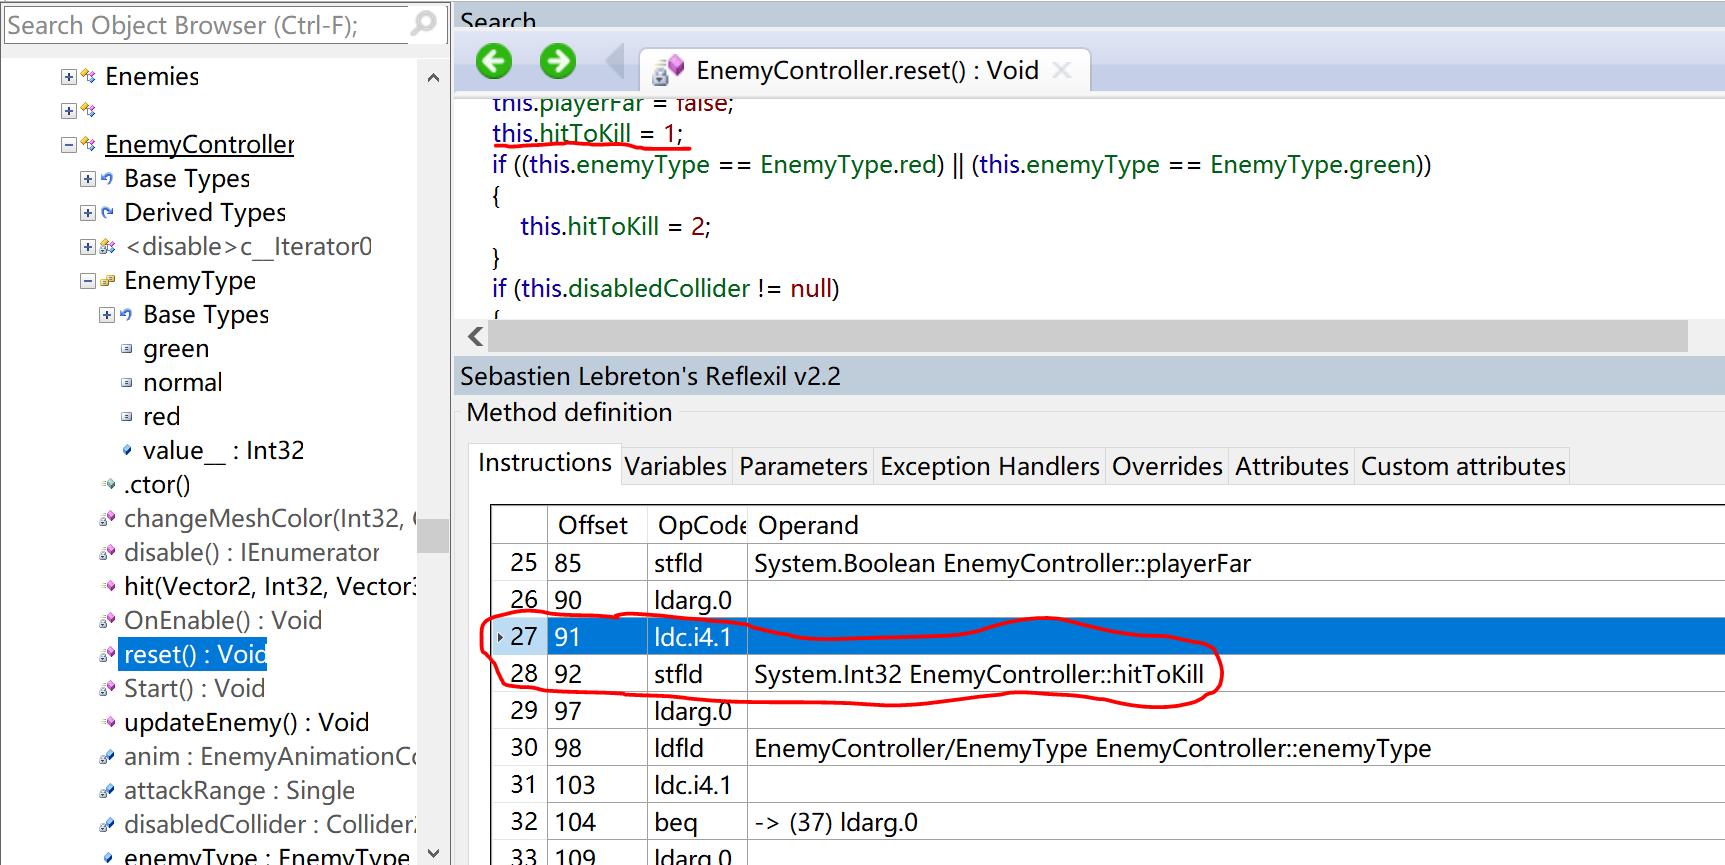 Search Object Browser (Ctrl-F);
Enemies
EnemyController
Base Types
Derived Types
<disable>c__Iterator0
EnemyType
Base Types
green
normal
red
value__ : Int32
.ctor()
changeMeshColor(Int32,
disable() : IEnumerator
hit(Vector2, Int32, Vector3
OnEnable() : Void
reset() : Void
Start() : Void
updateEnemy() : Void
anim : EnemyAnimationCo
attackRange : Single
disabledCollider : Collider
enemyType : EnemyType
Search
EnemyController.reset() : Void
this.playerFar = false;
this.hitToKill = 1;
if ((this.enemyType == EnemyType.red) || (this.enemyType == EnemyType.green))
{
this.hitToKill = 2;
}
if (this.disabledCollider != null)
{
Sebastien Lebreton's Reflexil v2.2
Method definition
Instructions Variables Parameters Exception Handlers Overrides Attributes Custom attributes
Offset OpCode Operand
25 85 stfld System.Boolean EnemyController::playerFar
26 90 ldarg.0
27 91 ldc.i4.1
28 92 stfld System.Int32 EnemyController::hitToKill
29 97 ldarg.0
30 98 ldfld EnemyController/EnemyType EnemyController::enemyType
31 103 ldc.i4.1
32 104 beq -> (37) ldarg.0
33 109 ldarg.0